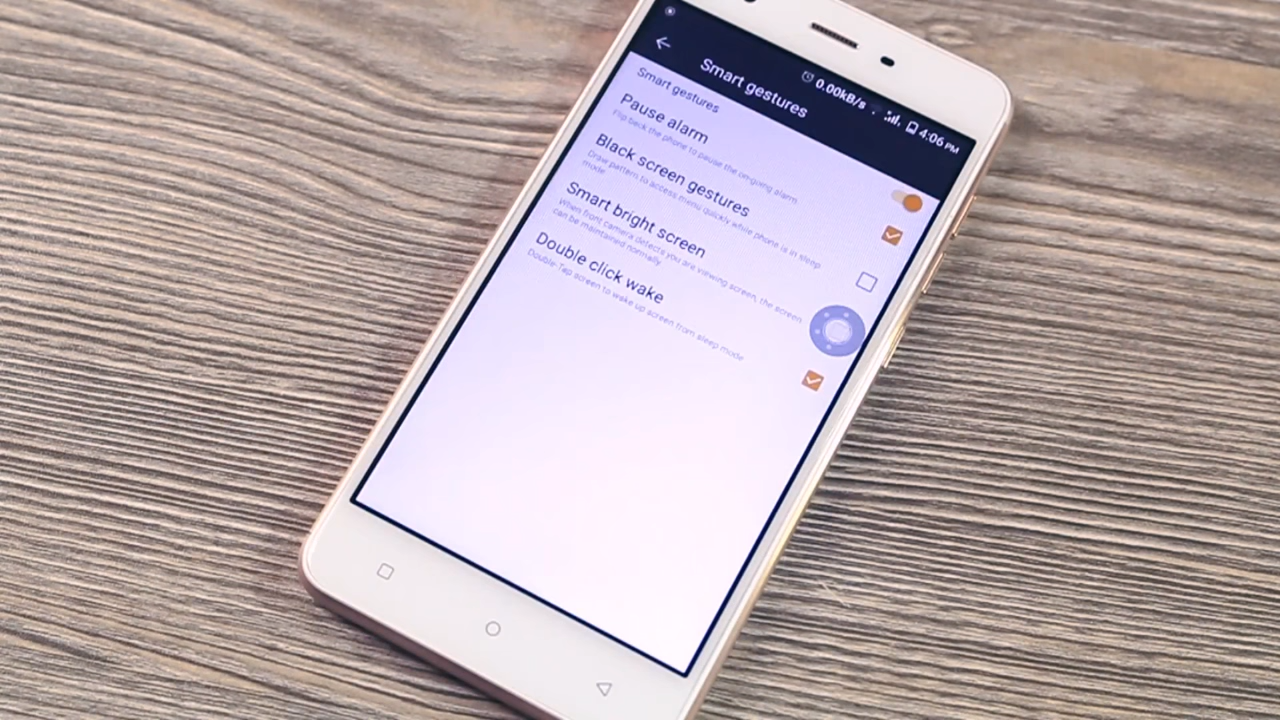 0.00kB/s 4:06 PM
Smart gestures
Smart gestures
Pause alarm
Flip back the phone to pause the on-going alarm
Black screen gestures
Draw pattern to access menu quickly while phone is in sleep
mode
Smart bright screen
When front camera detects you are viewing screen, the screen
can be maintained normally.
Double click wake
Double-Tap screen to wake up screen from sleep mode